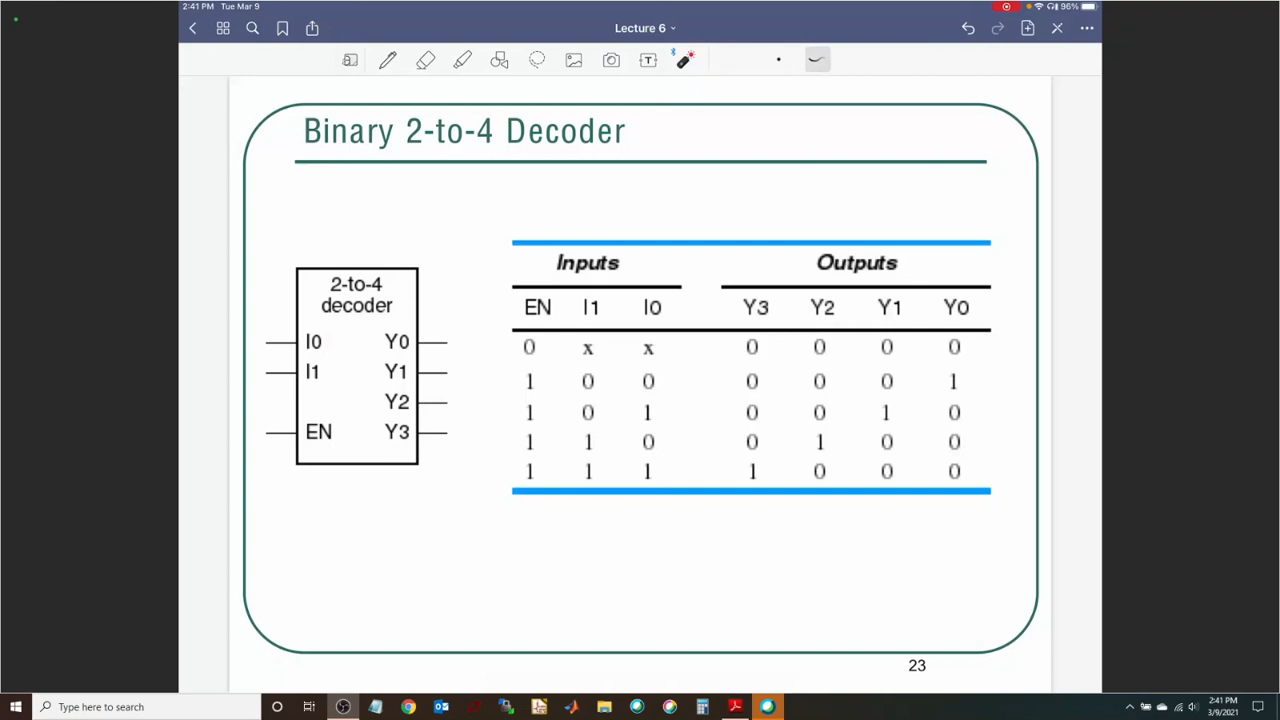 2:41 PM Tue Mar 9
96%
Lecture 6
T
Binary 2-to-4 Decoder
2-to-4
decoder
I0 Y0
I1 Y1
Y2
EN Y3
Inputs Outputs
EN I1 I0 Y3 Y2 Y1 Y0
0 x x 0 0 0 0
1 0 0 0 0 0 1
1 0 1 0 0 1 0
1 1 0 0 1 0 0
1 1 1 1 0 0 0
23
Type here to search
2:41 PM
3/9/2021